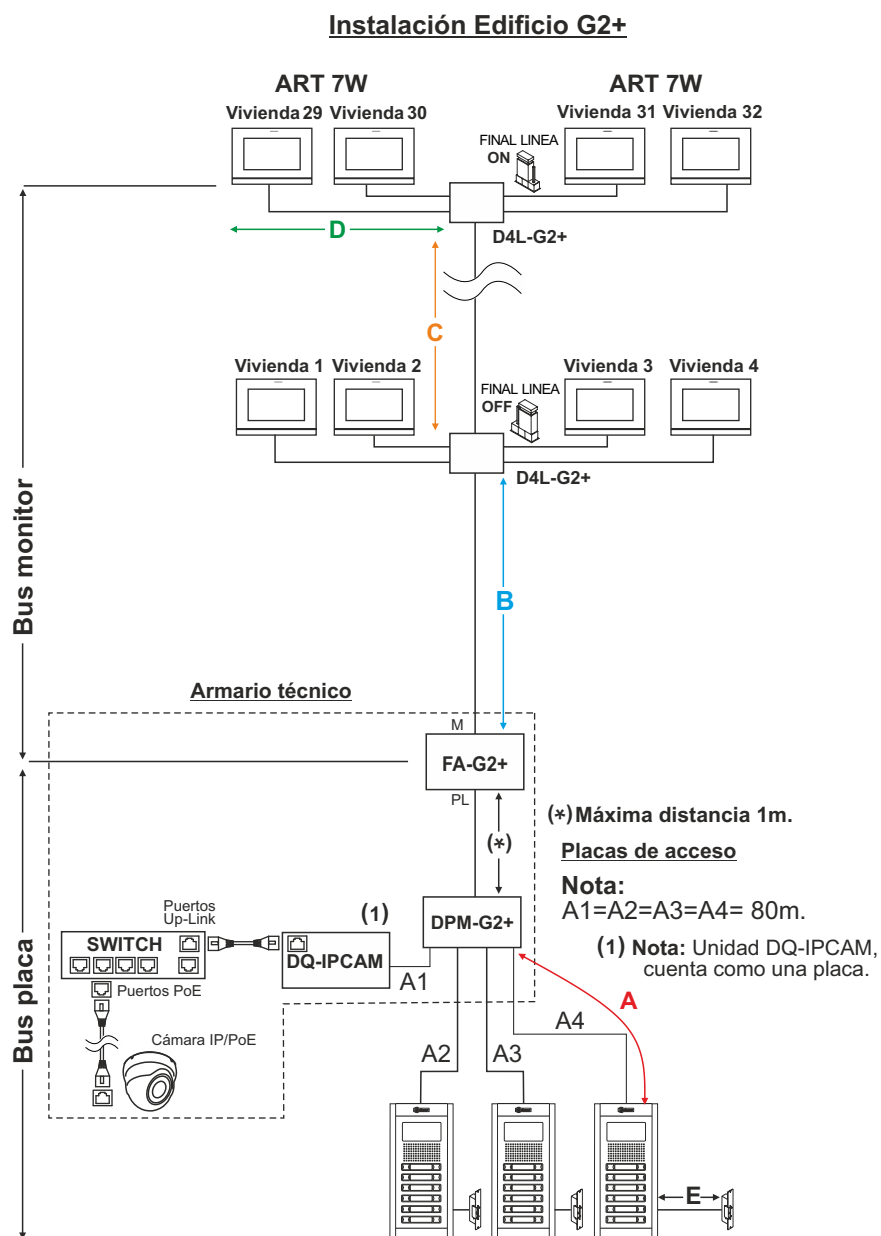 Instalación Edificio G2+
ART 7W
ART 7W
Vivienda 29
Vivienda 30
Vivienda 31
Vivienda 32
FINAL LINEA
ON
D
D4L-G2+
C
Vivienda 1
Vivienda 2
Vivienda 3
Vivienda 4
FINAL LINEA
OFF
D4L-G2+
Bus monitor
B
Armario técnico
M
FA-G2+
PL
(*)
(*) Máxima distancia 1m.
Placas de acceso
Nota:
A1=A2=A3=A4= 80m.
(1) Nota: Unidad DQ-IPCAM,
cuenta como una placa.
Puertos
Up-Link
(1)
DPM-G2+
SWITCH
DQ-IPCAM
A1
Puertos PoE
Cámara IP/PoE
Bus placa
A
A2
A3
A4
E